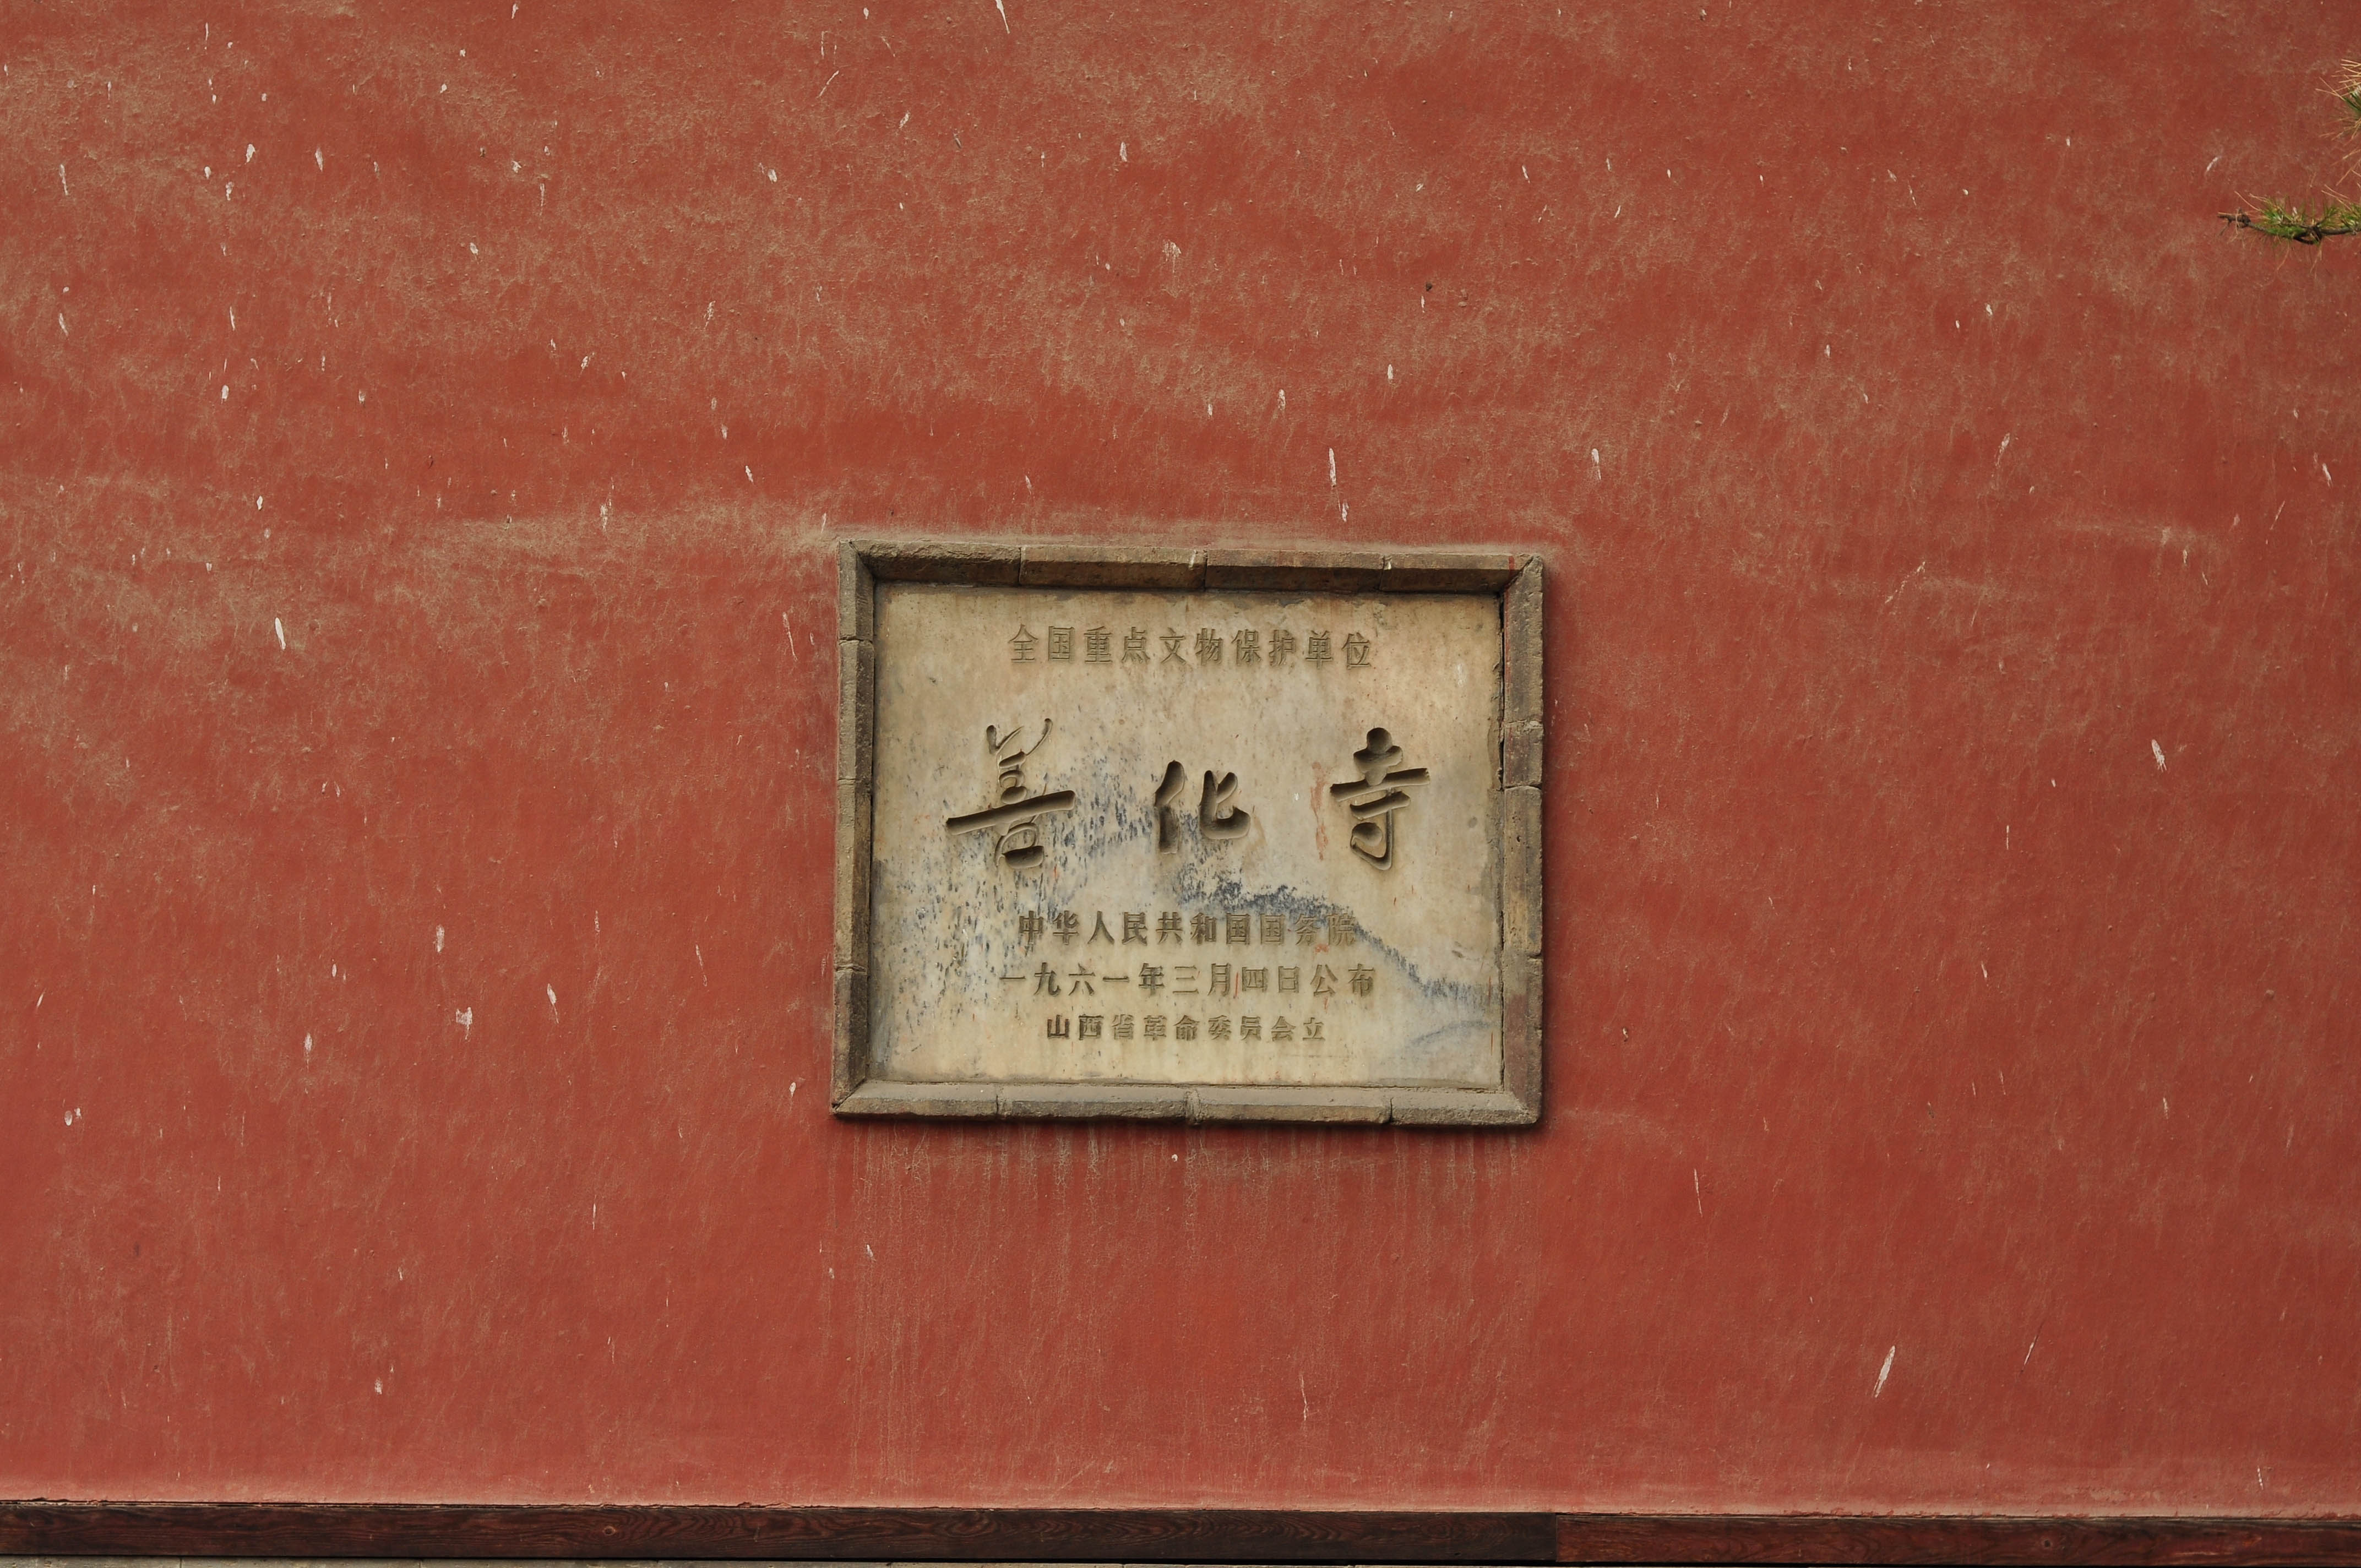 全国重点文物保护单位
善化寺
中华人民共和国国务院
一九六一年三月四日公布
山西省革命委员会立